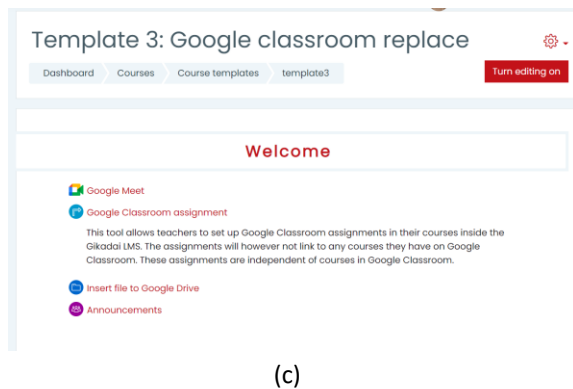 Template 3: Google classroom replace
Dashboard Courses Course templates template3
Turn editing on
Welcome
Google Meet
Google Classroom assignment
This tool allows teachers to set up Google Classroom assignments in their courses inside the
Gikadai LMS. The assignments will however not link to any courses they have on Google
Classroom. These assignments are independent of courses in Google Classroom.
Insert file to Google Drive
Announcements
(c)